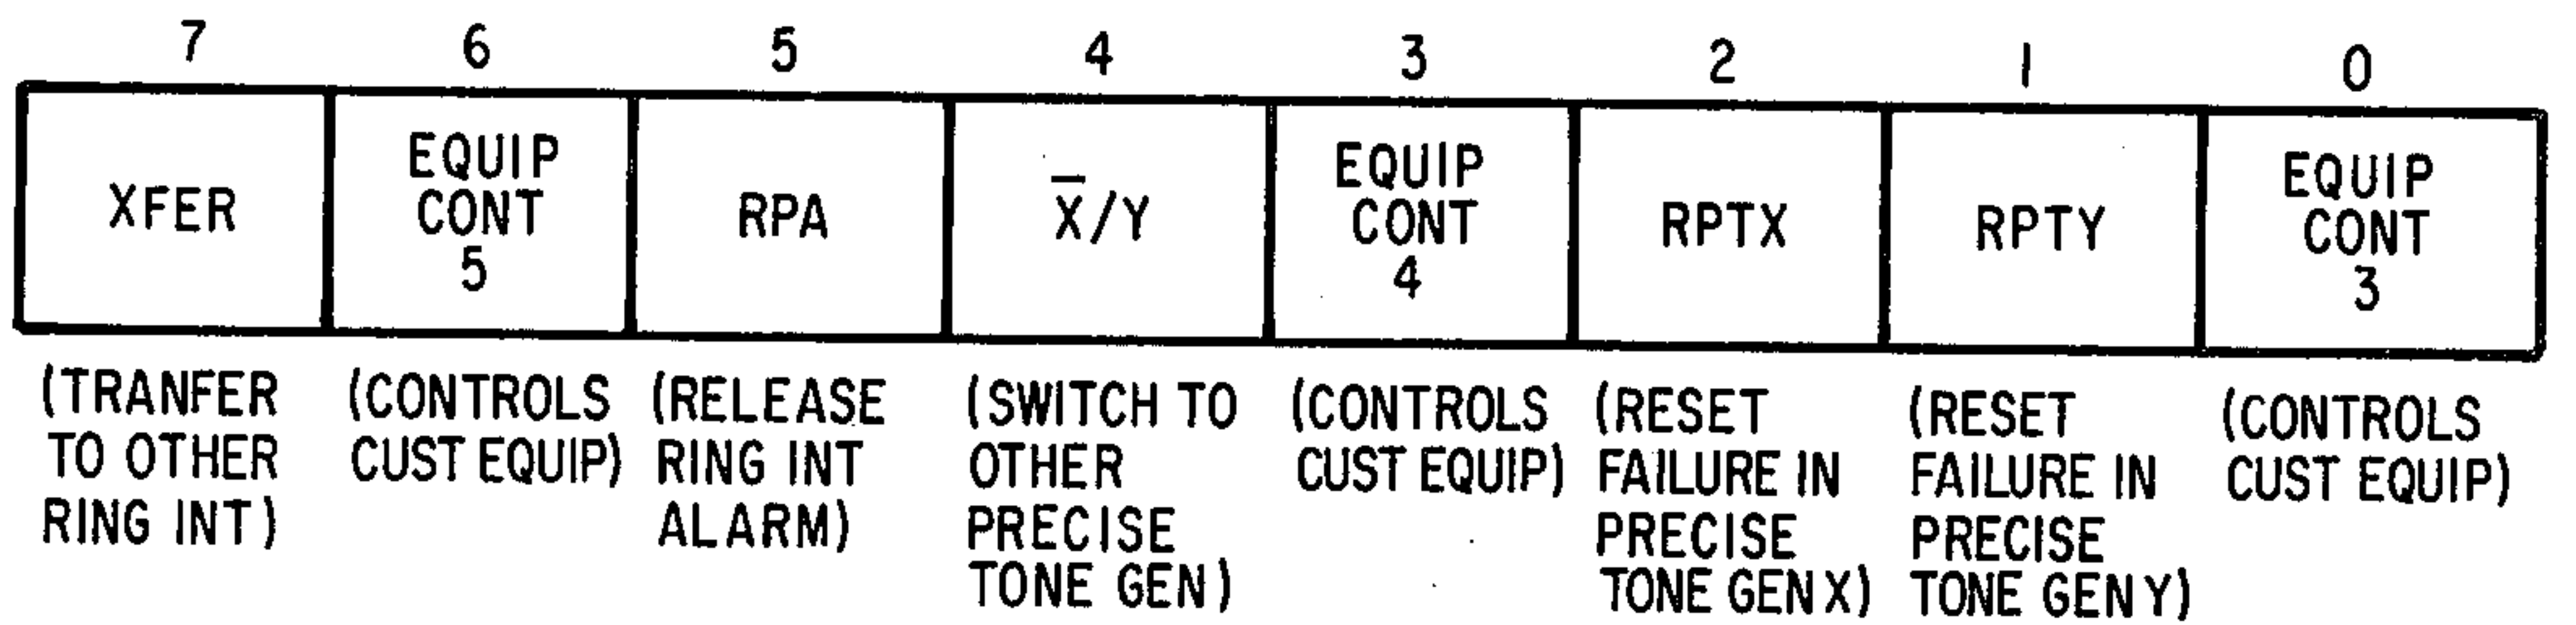 7 6 5 4 3 2 1 0
XFER
EQUIP
CONT
5
RPA
X̅/Y
EQUIP
CONT
4
RPTX
RPTY
EQUIP
CONT
3
(TRANFER
TO OTHER
RING INT)
(CONTROLS
CUST EQUIP)
(RELEASE
RING INT
ALARM)
(SWITCH TO
OTHER
PRECISE
TONE GEN)
(CONTROLS
CUST EQUIP)
(RESET
FAILURE IN
PRECISE
TONE GEN X)
(RESET
FAILURE IN
PRECISE
TONE GEN Y)
(CONTROLS
CUST EQUIP)